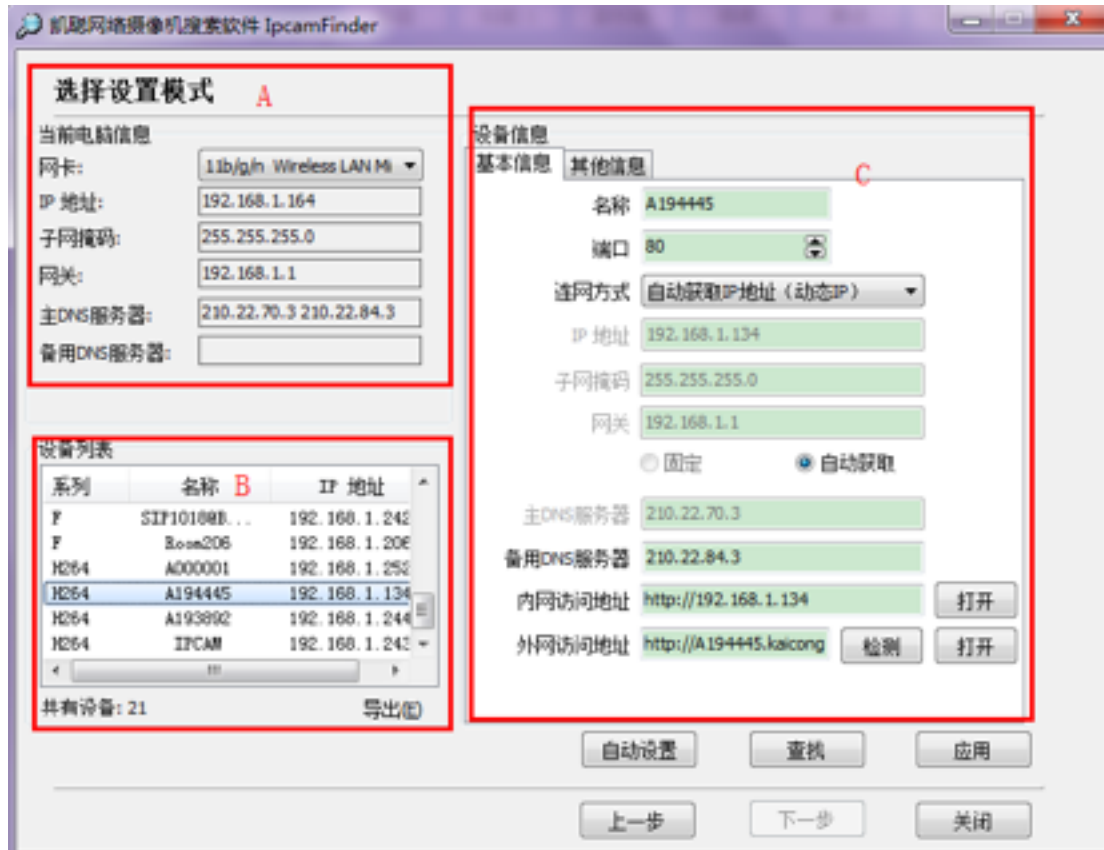 凯聪网络摄像机搜索软件 IpcamFinder
选择设置模式 A
当前电脑信息
网卡: 11b/g/n Wireless LAN Mi
IP 地址: 192.168.1.164
子网掩码: 255.255.255.0
网关: 192.168.1.1
主DNS服务器: 210.22.70.3 210.22.84.3
备用DNS服务器:
设备列表
系列 名称 B IP 地址
F 192.168.1.242
F Room206 192.168.1.206
H264 A000001 192.168.1.252
H264 A194445 192.168.1.134
H264 A193892 192.168.1.244
H264 IPCAM 192.168.1.243
共有设备: 21 导出(E)
设备信息
基本信息 其他信息 C
名称 A194445
端口 80
连网方式 自动获取IP地址（动态IP）
IP 地址 192.168.1.134
子网掩码 255.255.255.0
网关 192.168.1.1
固定 自动获取
主DNS服务器 210.22.70.3
备用DNS服务器 210.22.84.3
内网访问地址 http://192.168.1.134 打开
外网访问地址 http://A194445.kaicong 检测 打开
自动设置 查找 应用
上一步 下一步 关闭